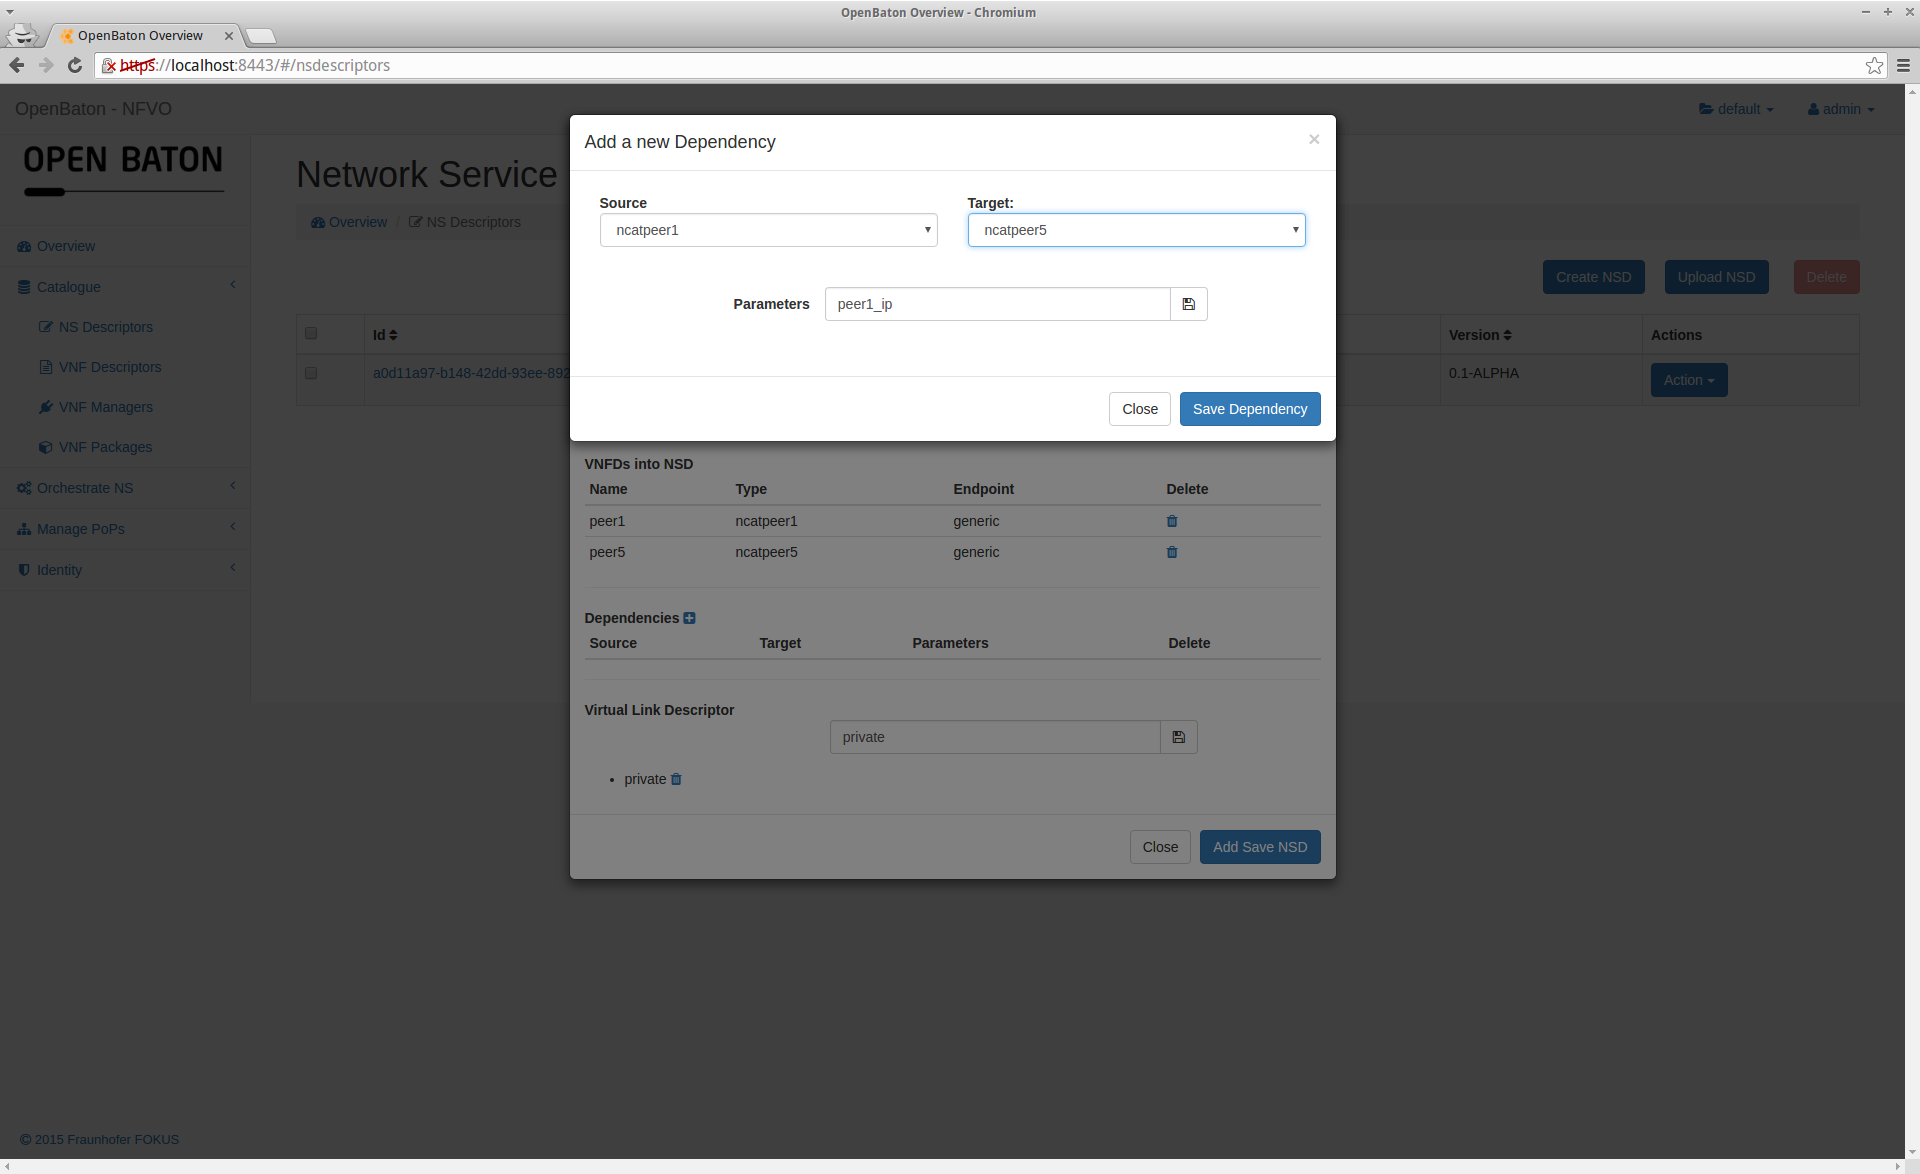 OpenBaton Overview - Chromium
OpenBaton Overview
https://localhost:8443/#/nsdescriptors
OpenBaton - NFVO
default
admin
OPEN BATON
Overview
Catalogue
NS Descriptors
VNF Descriptors
VNF Managers
VNF Packages
Orchestrate NS
Manage PoPs
Identity
Network Service
Overview / NS Descriptors
Create NSD Upload NSD Delete
Id Version Actions
a0d11a97-b148-42dd-93ee-892 0.1-ALPHA Action
Add a new Dependency ×
Source Target:
ncatpeer1 ncatpeer5
Parameters peer1_ip
Close Save Dependency
VNFDs into NSD
Name Type Endpoint Delete
peer1 ncatpeer1 generic
peer5 ncatpeer5 generic
Dependencies
Source Target Parameters Delete
Virtual Link Descriptor
private
• private
Close Add Save NSD
© 2015 Fraunhofer FOKUS